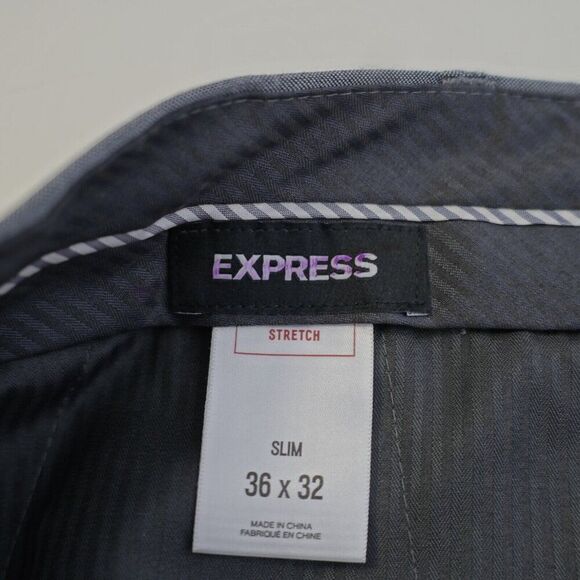 EXPRESS
STRETCH
SLIM
36 x 32
MADE IN CHINA
FABRIQUÉ EN CHINE